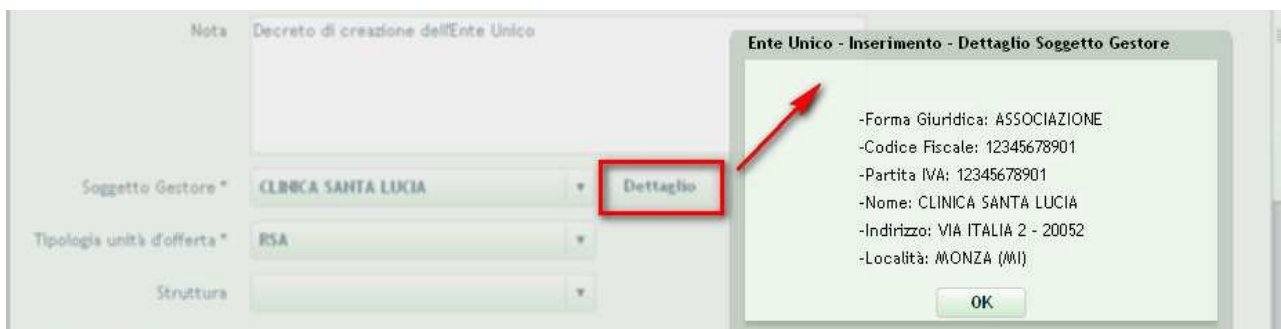 Nota Decreto di creazione dell'Ente Unico
Soggetto Gestore * CLINICA SANTA LUCIA Dettaglio
Tipologia unità d'offerta * RSA
Struttura
Ente Unico - Inserimento - Dettaglio Soggetto Gestore
-Forma Giuridica: ASSOCIAZIONE
-Codice Fiscale: 12345678901
-Partita IVA: 12345678901
-Nome: CLINICA SANTA LUCIA
-Indirizzo: VIA ITALIA 2 - 20052
-Località: MONZA (MI)
OK